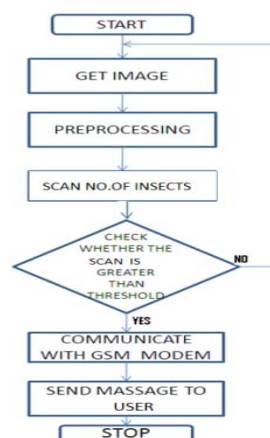 START
GET IMAGE
PREPROCESSING
SCAN NO.OF INSECTS
CHECK
WHETHER THE
SCAN IS
GREATER
THAN
THRESHOLD
NO
YES
COMMUNICATE
WITH GSM MODEM
SEND MASSAGE TO
USER
STOP